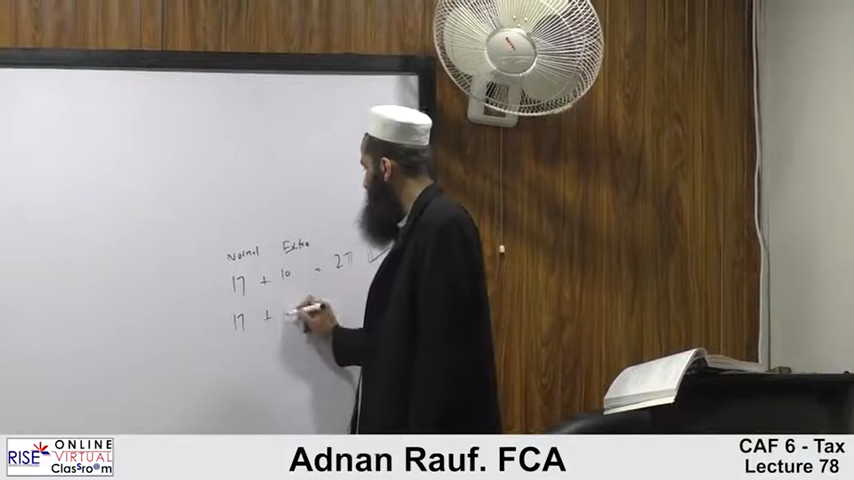 Normal Extra
17 + 10 = 27
17 +
RISE ONLINE VIRTUAL Classroom
Adnan Rauf. FCA
CAF 6 - Tax
Lecture 78